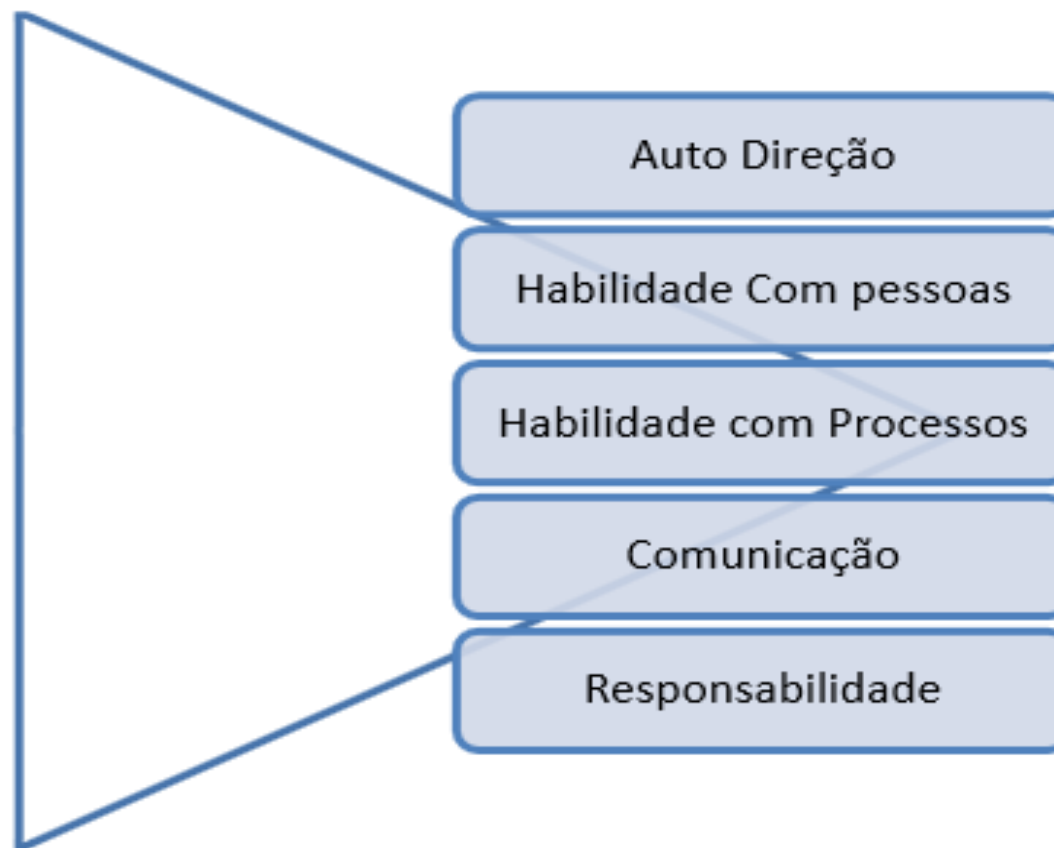 Auto Direção
Habilidade Com pessoas
Habilidade com Processos
Comunicação
Responsabilidade